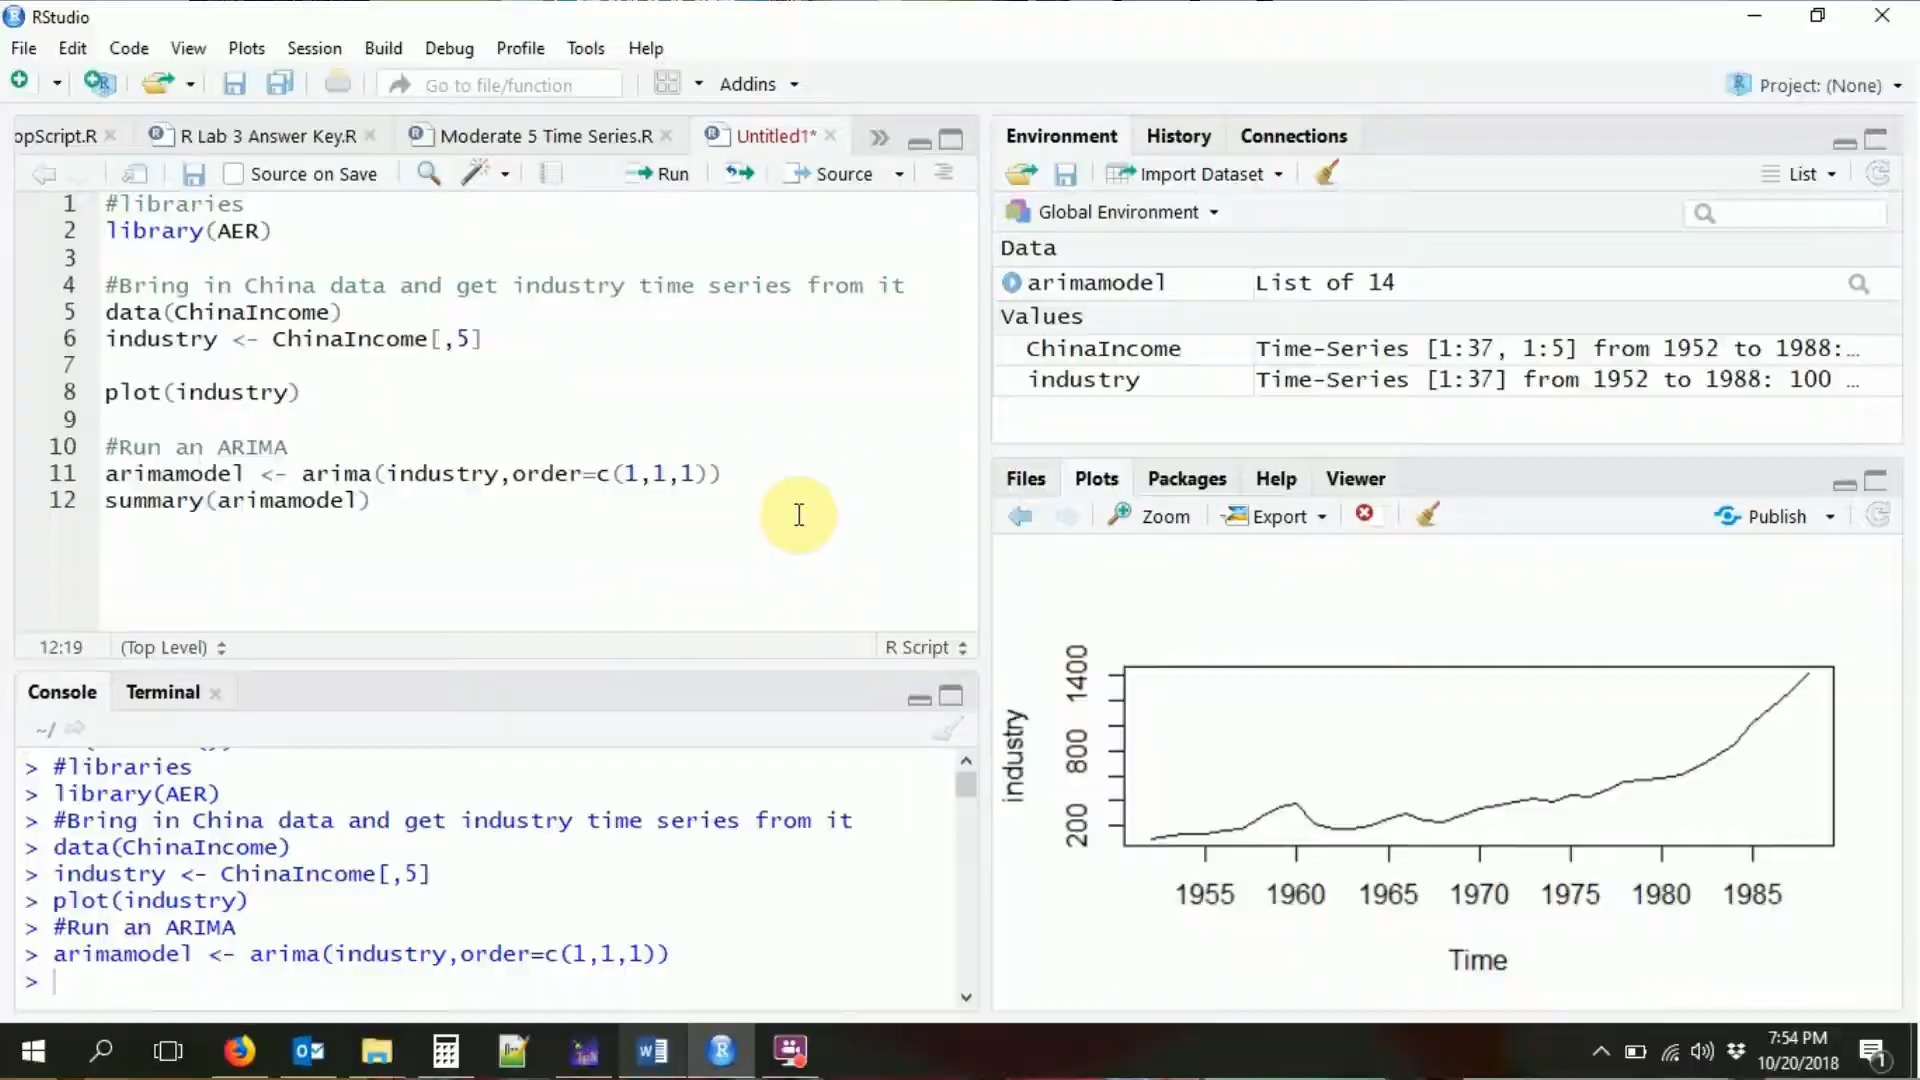 RStudio
File Edit Code View Plots Session Build Debug Profile Tools Help
Go to file/function Addins Project: (None)
opScript.R R Lab 3 Answer Key.R Moderate 5 Time Series.R Untitled1*
Source on Save Run Source
1 #libraries
2 library(AER)
3
4 #Bring in China data and get industry time series from it
5 data(ChinaIncome)
6 industry <- ChinaIncome[,5]
7
8 plot(industry)
9
10 #Run an ARIMA
11 arimamodel <- arima(industry,order=c(1,1,1))
12 summary(arimamodel)
12:19 (Top Level) R Script
Console Terminal
~/
> #libraries
> library(AER)
> #Bring in China data and get industry time series from it
> data(ChinaIncome)
> industry <- ChinaIncome[,5]
> plot(industry)
> #Run an ARIMA
> arimamodel <- arima(industry,order=c(1,1,1))
>
Environment History Connections
Import Dataset List
Global Environment
Data
arimamodel List of 14
Values
ChinaIncome Time-Series [1:37, 1:5] from 1952 to 1988:…
industry Time-Series [1:37] from 1952 to 1988: 100 …
Files Plots Packages Help Viewer
Zoom Export Publish
industry
1400
800
200
1955 1960 1965 1970 1975 1980 1985
Time
7:54 PM
10/20/2018
1